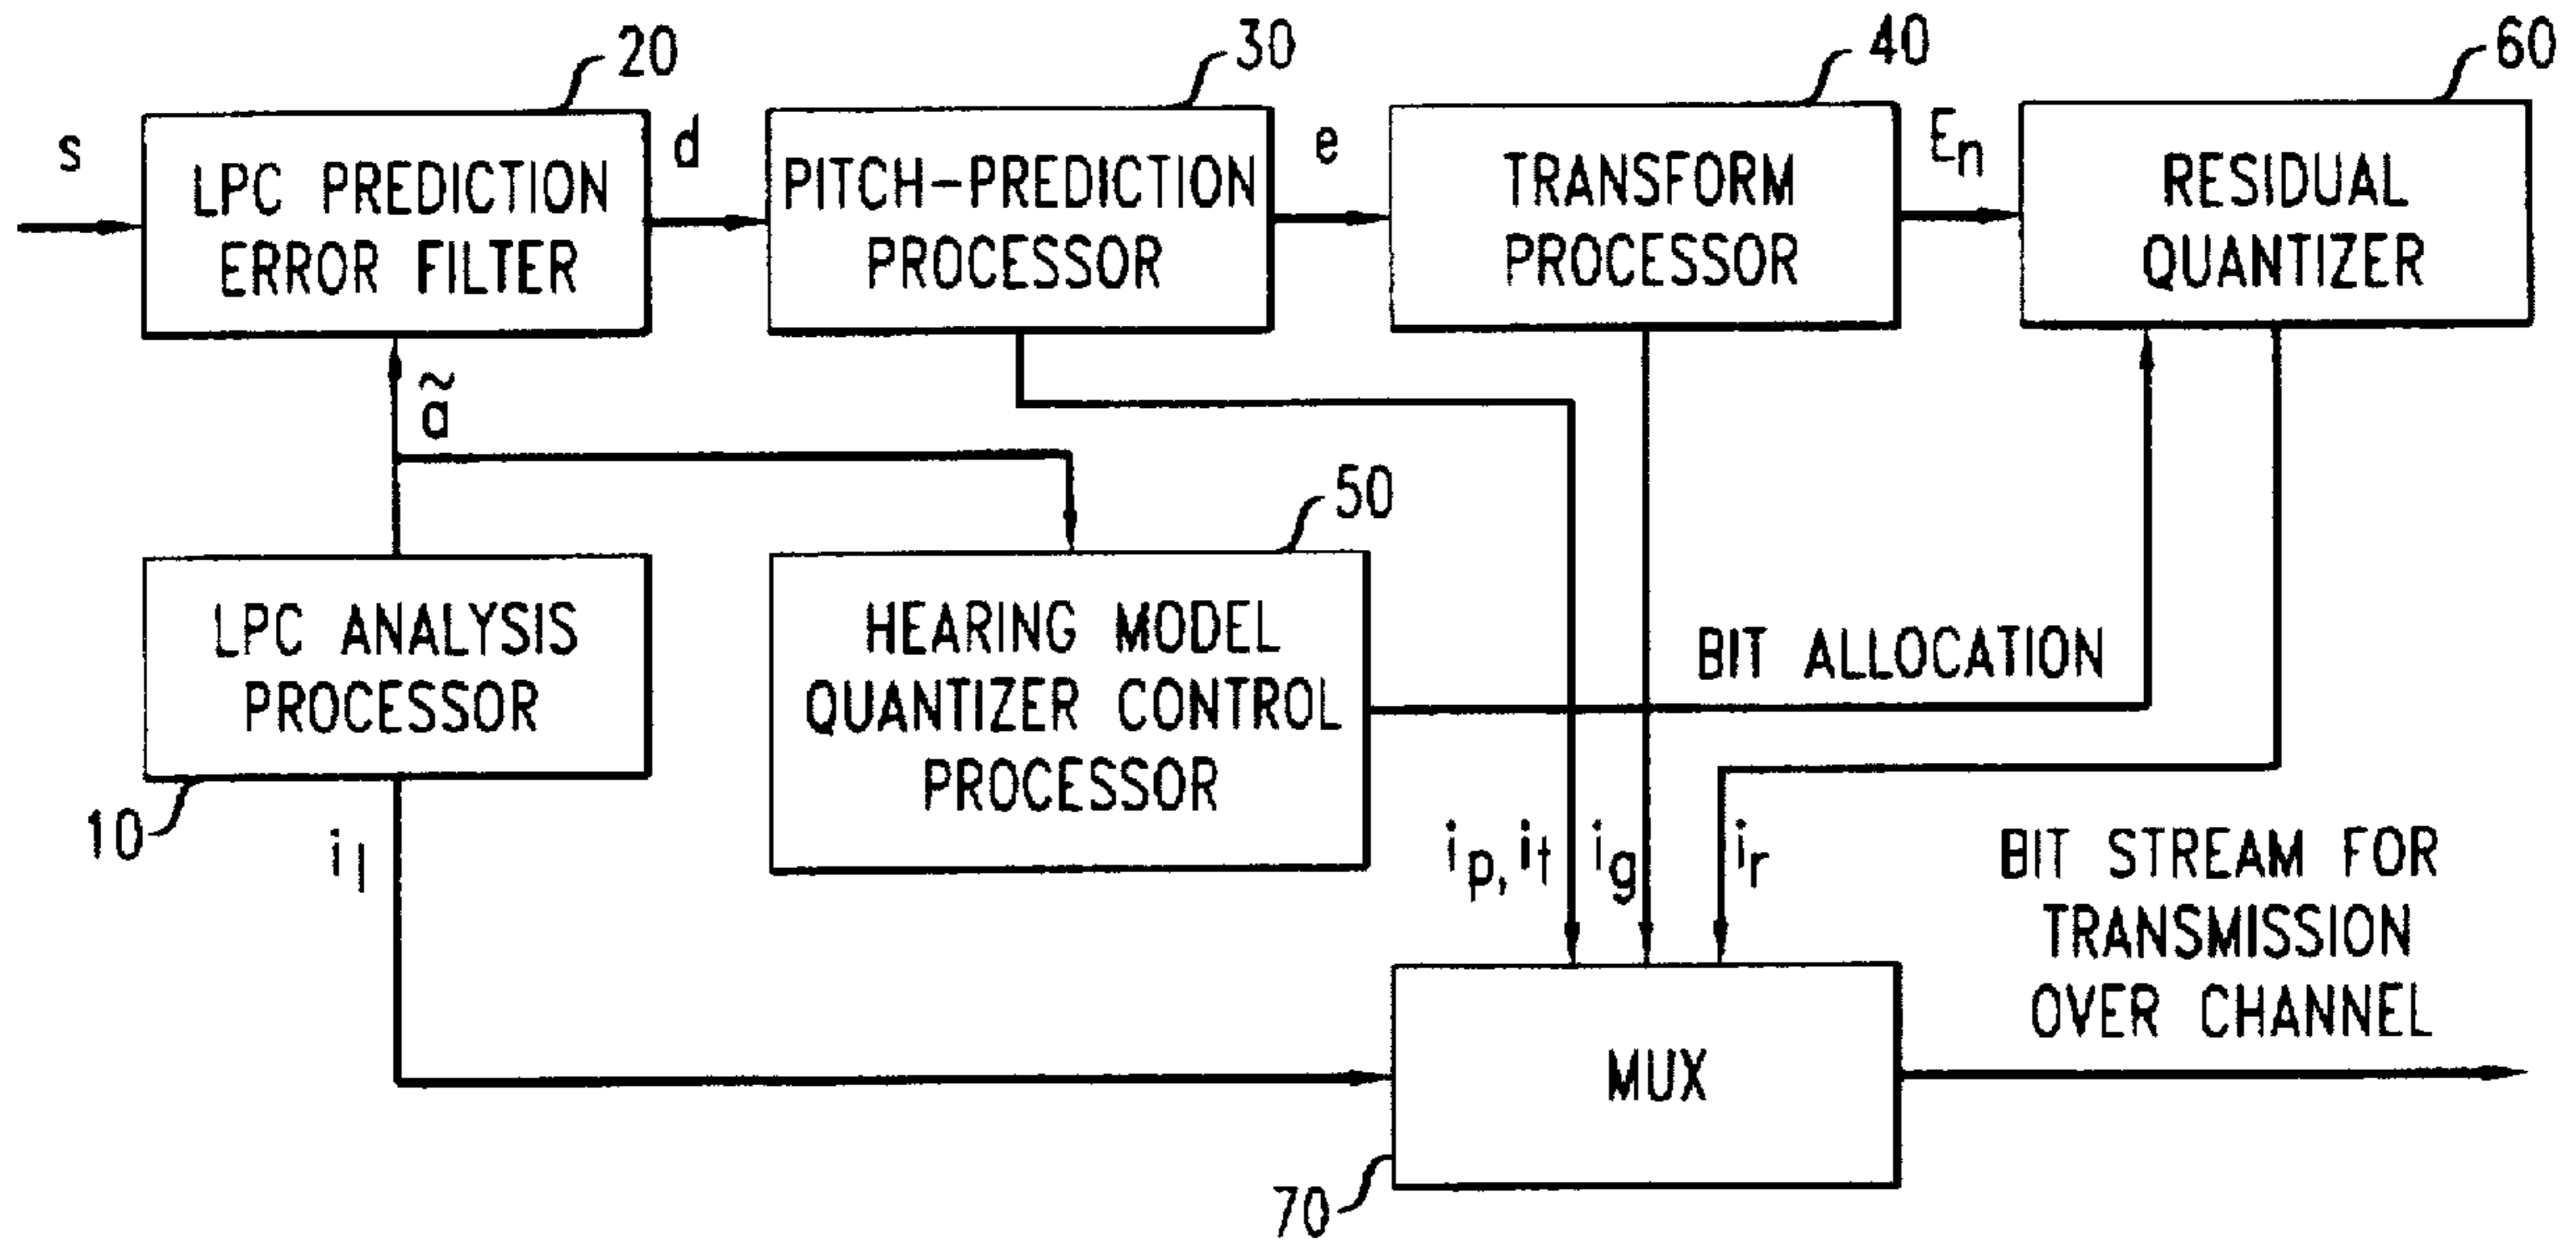 20
30
40
60
s
LPC PREDICTION
ERROR FILTER
d
PITCH-PREDICTION
PROCESSOR
e
TRANSFORM
PROCESSOR
En
RESIDUAL
QUANTIZER
ã
50
LPC ANALYSIS
PROCESSOR
HEARING MODEL
QUANTIZER CONTROL
PROCESSOR
BIT ALLOCATION
10
il
ip, it
ig
ir
BIT STREAM FOR
TRANSMISSION
OVER CHANNEL
MUX
70